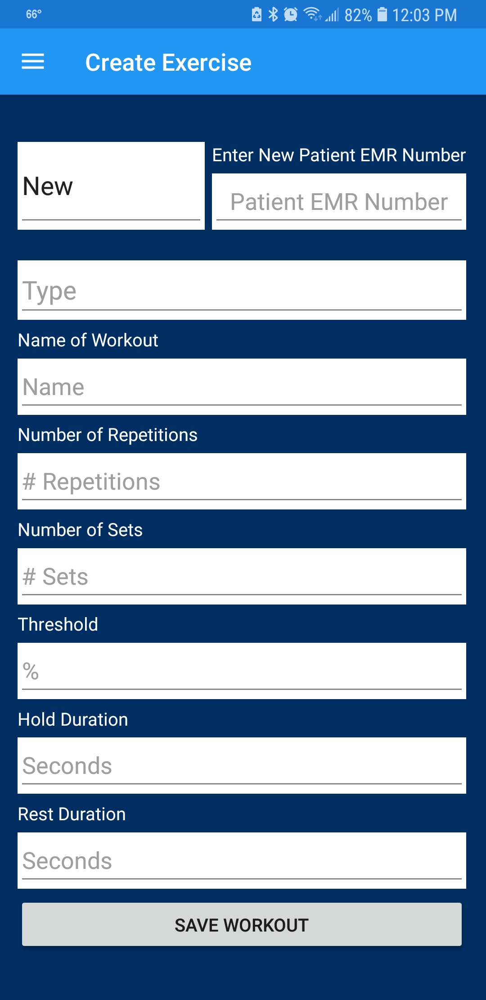 66° 82% 12:03 PM
Create Exercise
Enter New Patient EMR Number
New
Patient EMR Number
Type
Name of Workout
Name
Number of Repetitions
# Repetitions
Number of Sets
# Sets
Threshold
%
Hold Duration
Seconds
Rest Duration
Seconds
SAVE WORKOUT